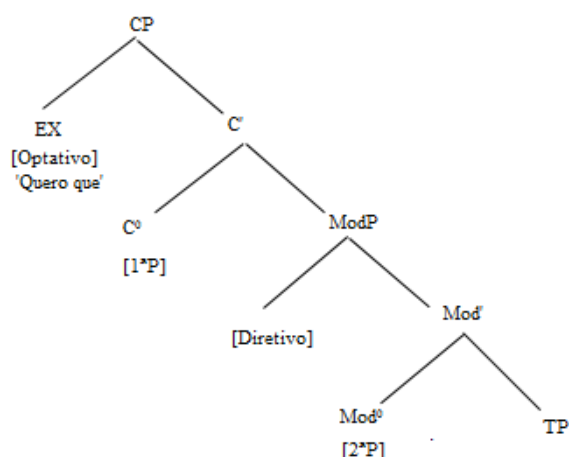 CP
EX
C'
[Optativo]
'Quero que'
C⁰
ModP
[1ªP]
[Diretivo]
Mod'
Mod⁰
TP
[2ªP]